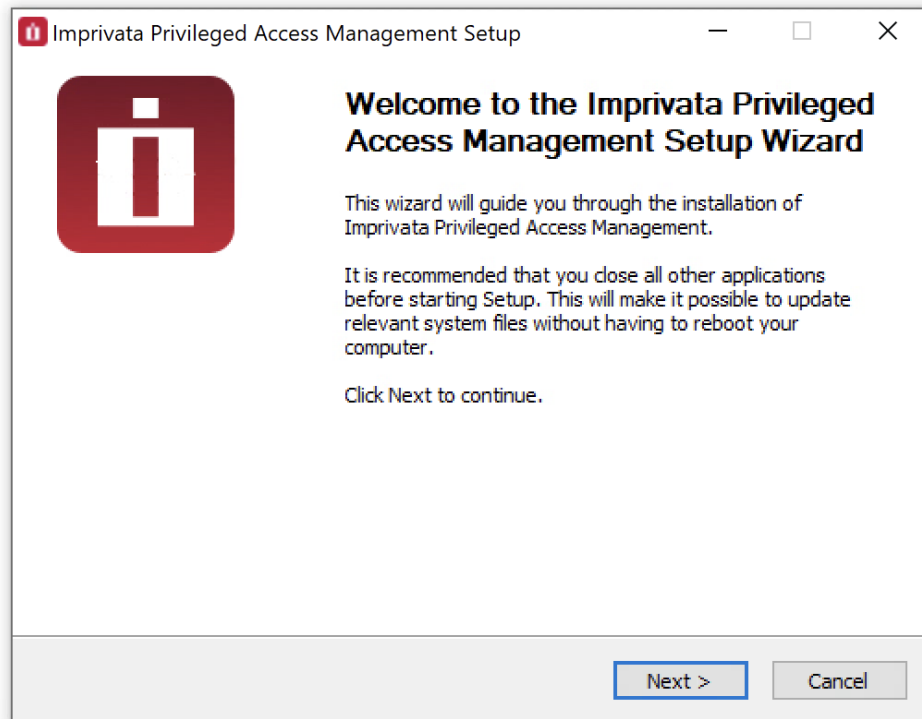 Imprivata Privileged Access Management Setup
Welcome to the Imprivata Privileged
Access Management Setup Wizard
This wizard will guide you through the installation of
Imprivata Privileged Access Management.
It is recommended that you close all other applications
before starting Setup. This will make it possible to update
relevant system files without having to reboot your
computer.
Click Next to continue.
Next >
Cancel